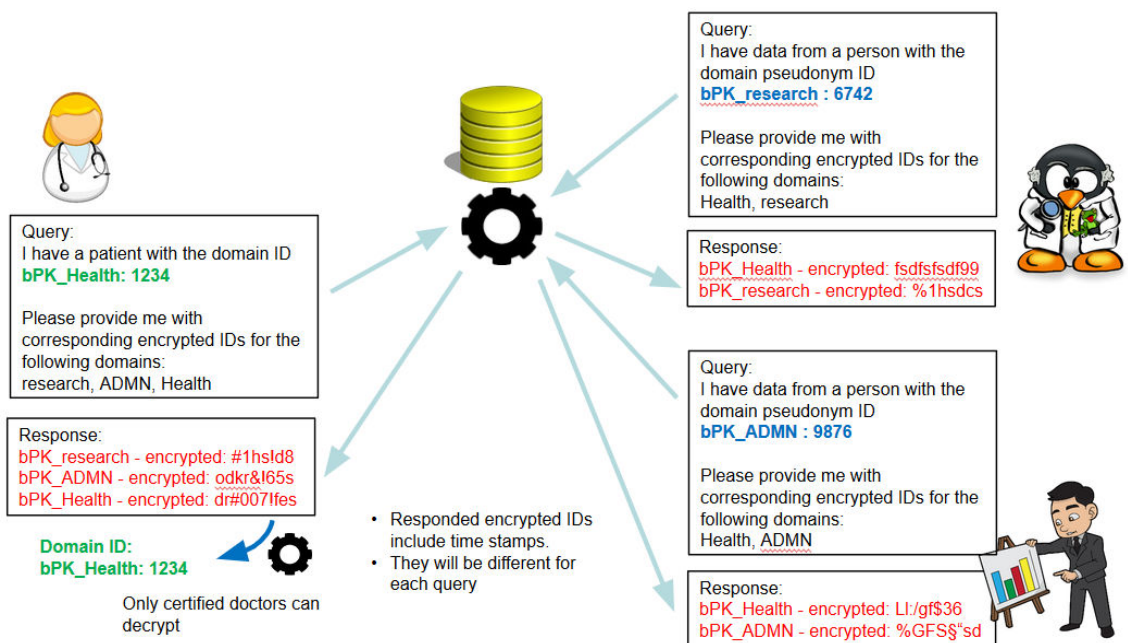 Query:
I have a patient with the domain ID
bPK_Health: 1234
Please provide me with
corresponding encrypted IDs for the
following domains:
research, ADMN, Health
Response:
bPK_research - encrypted: #1hs!d8
bPK_ADMN - encrypted: odkr&!65s
bPK_Health - encrypted: dr#007!fes
Domain ID:
bPK_Health: 1234
Only certified doctors can
decrypt
• Responded encrypted IDs
include time stamps.
• They will be different for
each query
Query:
I have data from a person with the
domain pseudonym ID
bPK_research : 6742
Please provide me with
corresponding encrypted IDs for the
following domains:
Health, research
Response:
bPK_Health - encrypted: fsdfsfsdf99
bPK_research - encrypted: %1hsdcs
Query:
I have data from a person with the
domain pseudonym ID
bPK_ADMN : 9876
Please provide me with
corresponding encrypted IDs for the
following domains:
Health, ADMN
Response:
bPK_Health - encrypted: LI:/gf$36
bPK_ADMN - encrypted: %GFS§“sd